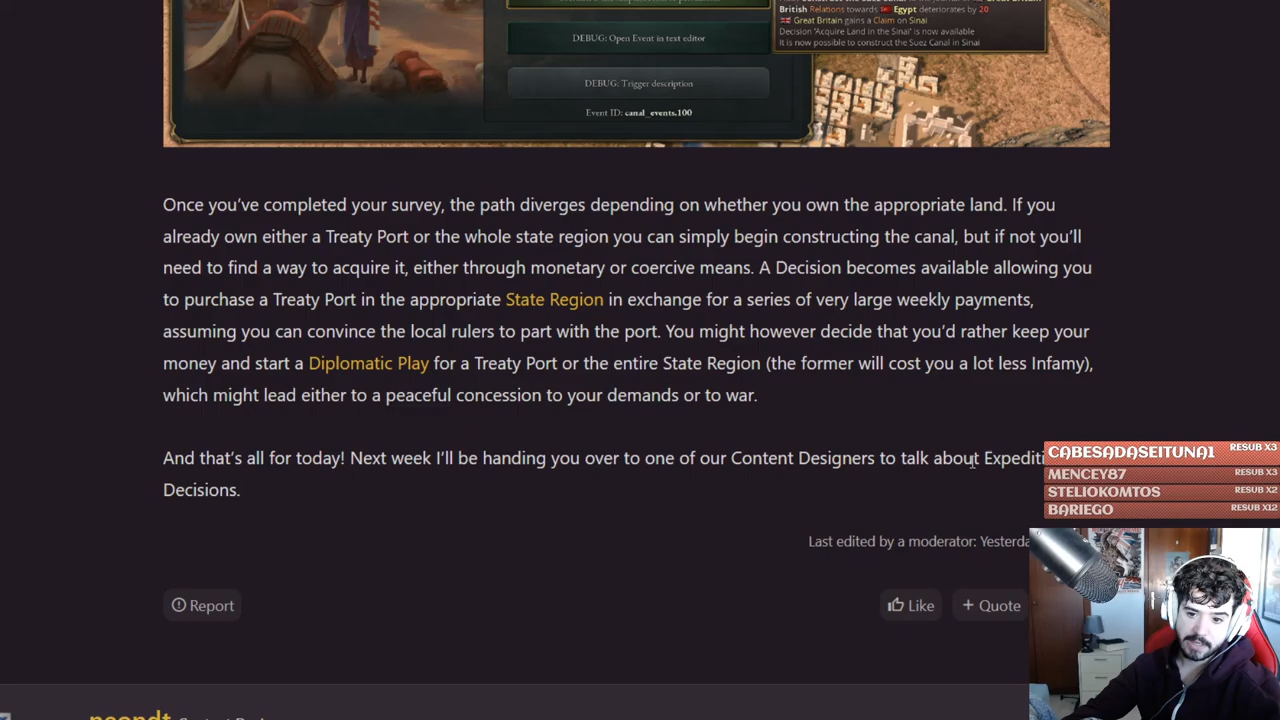 British Relations towards Egypt deteriorates by 20
Great Britain gains a Claim on Sinai
Decision "Acquire Land in the Sinai" is now available
It is now possible to construct the Suez Canal in Sinai
DEBUG: Open Event in text editor
DEBUG: Trigger description
Event ID: canal_events.100
Once you’ve completed your survey, the path diverges depending on whether you own the appropriate land. If you
already own either a Treaty Port or the whole state region you can simply begin constructing the canal, but if not you’ll
need to find a way to acquire it, either through monetary or coercive means. A Decision becomes available allowing you
to purchase a Treaty Port in the appropriate State Region in exchange for a series of very large weekly payments,
assuming you can convince the local rulers to part with the port. You might however decide that you’d rather keep your
money and start a Diplomatic Play for a Treaty Port or the entire State Region (the former will cost you a lot less Infamy),
which might lead either to a peaceful concession to your demands or to war.
And that’s all for today! Next week I’ll be handing you over to one of our Content Designers to talk about Expediti
Decisions.
CABESADASEITUNA1 RESUB X3
MENCEY87 RESUB X3
STELIOKOMTOS RESUB X2
BARIEGO RESUB X12
Last edited by a moderator: Yesterda
Report
Like
+ Quote